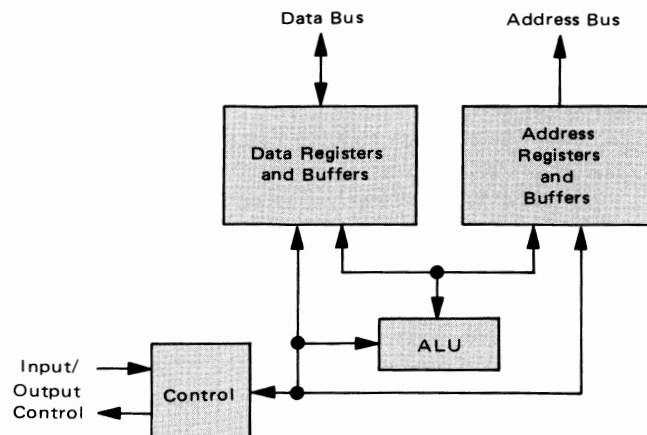 Data Bus
Address Bus
Data Registers
and Buffers
Address
Registers
and
Buffers
ALU
Input/
Output
Control
Control